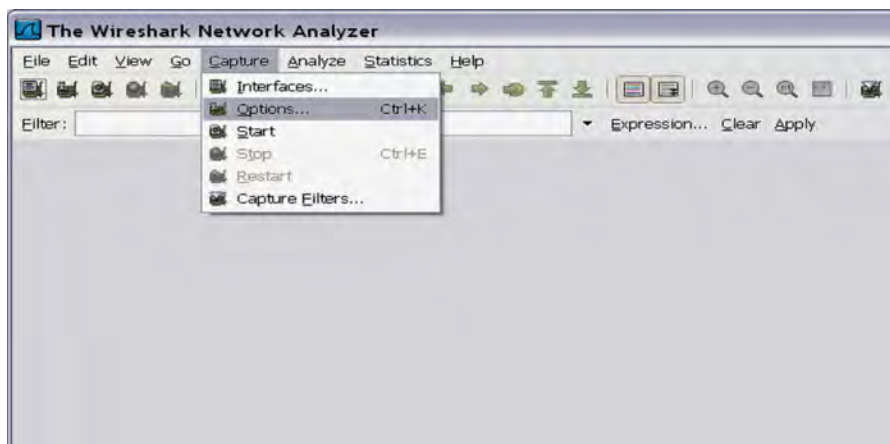 The Wireshark Network Analyzer
File Edit View Go Capture Analyze Statistics Help
Interfaces...
Options... Ctrl+K
Start
Stop Ctrl+E
Restart
Capture Filters...
Filter: Expression... Clear Apply